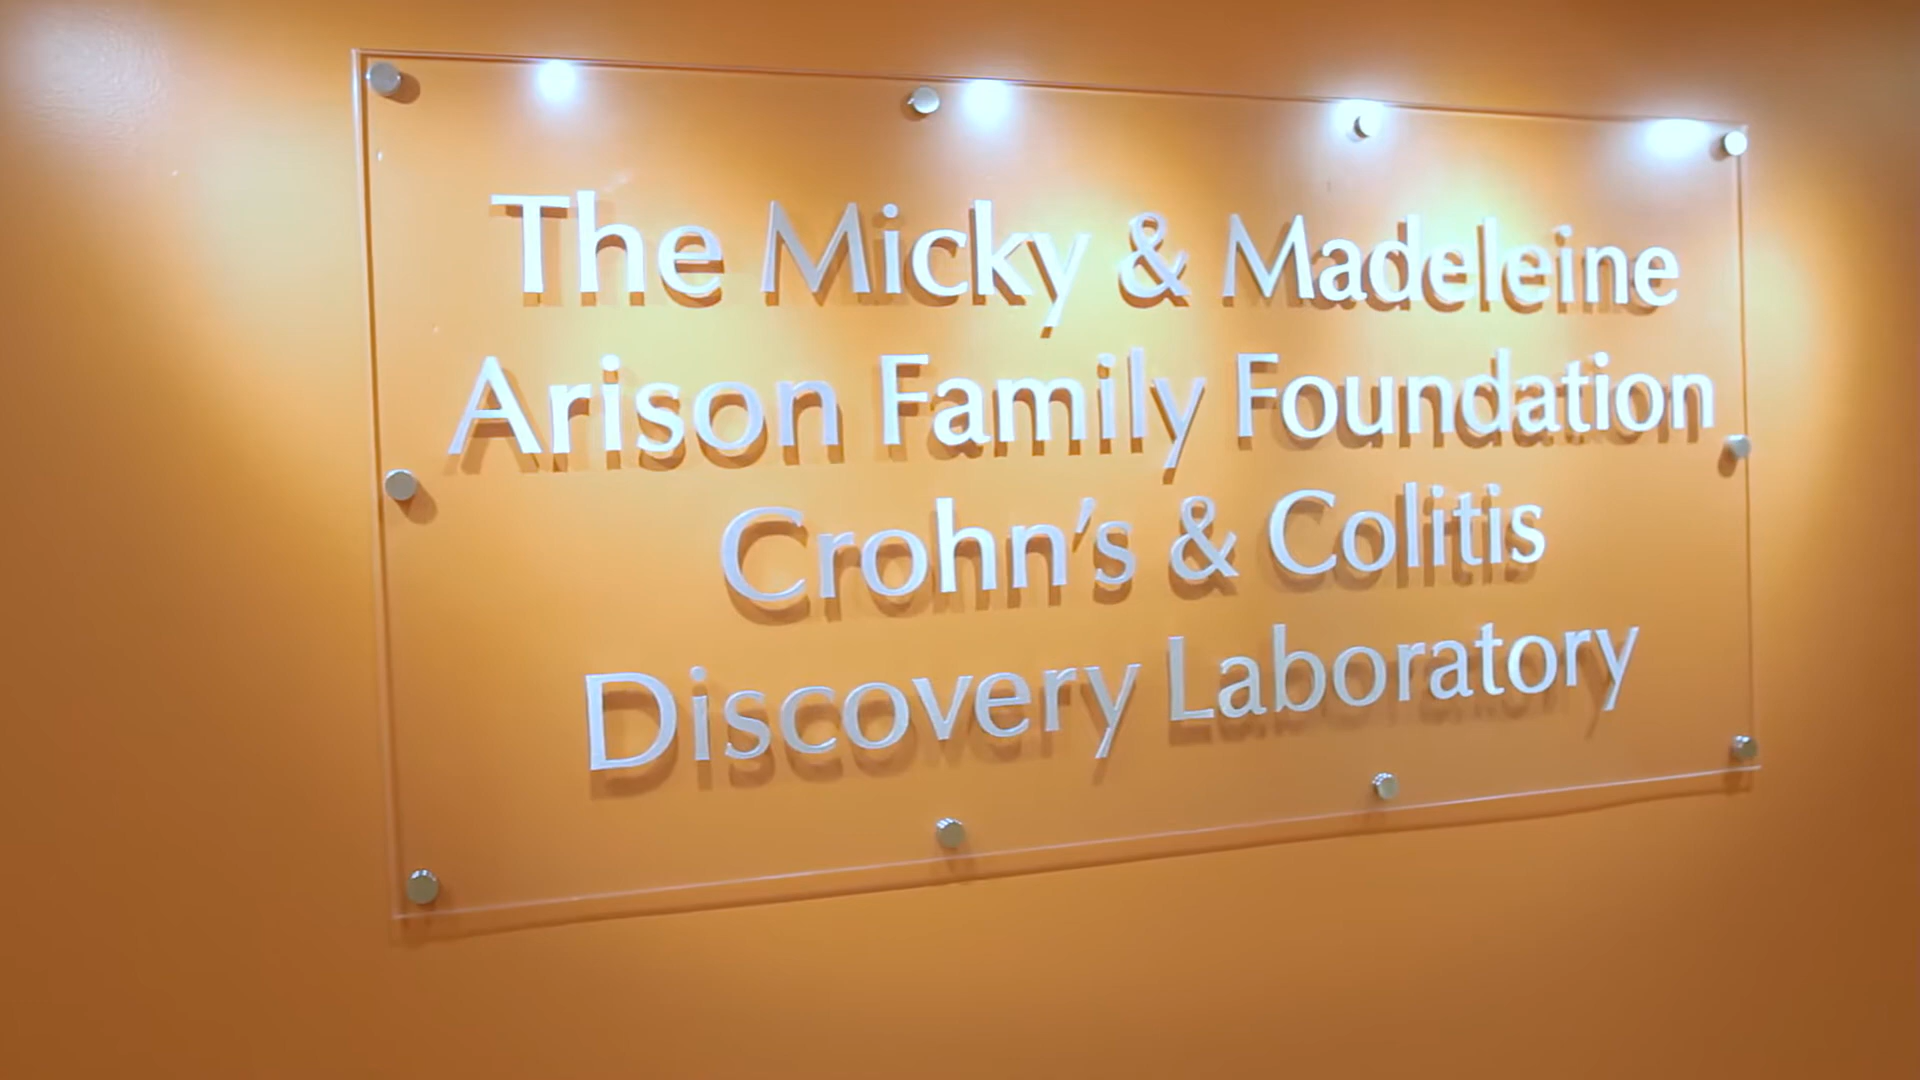 The Micky & Madeleine
Arison Family Foundation
Crohn's & Colitis
Discovery Laboratory